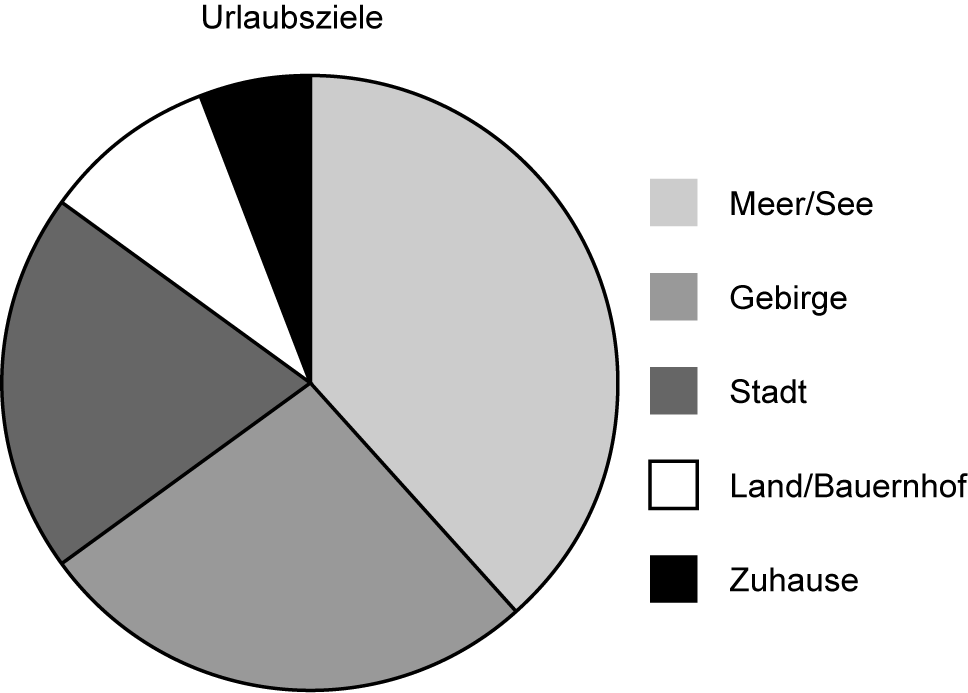 Urlaubsziele
Meer/See
Gebirge
Stadt
Land/Bauernhof
Zuhause